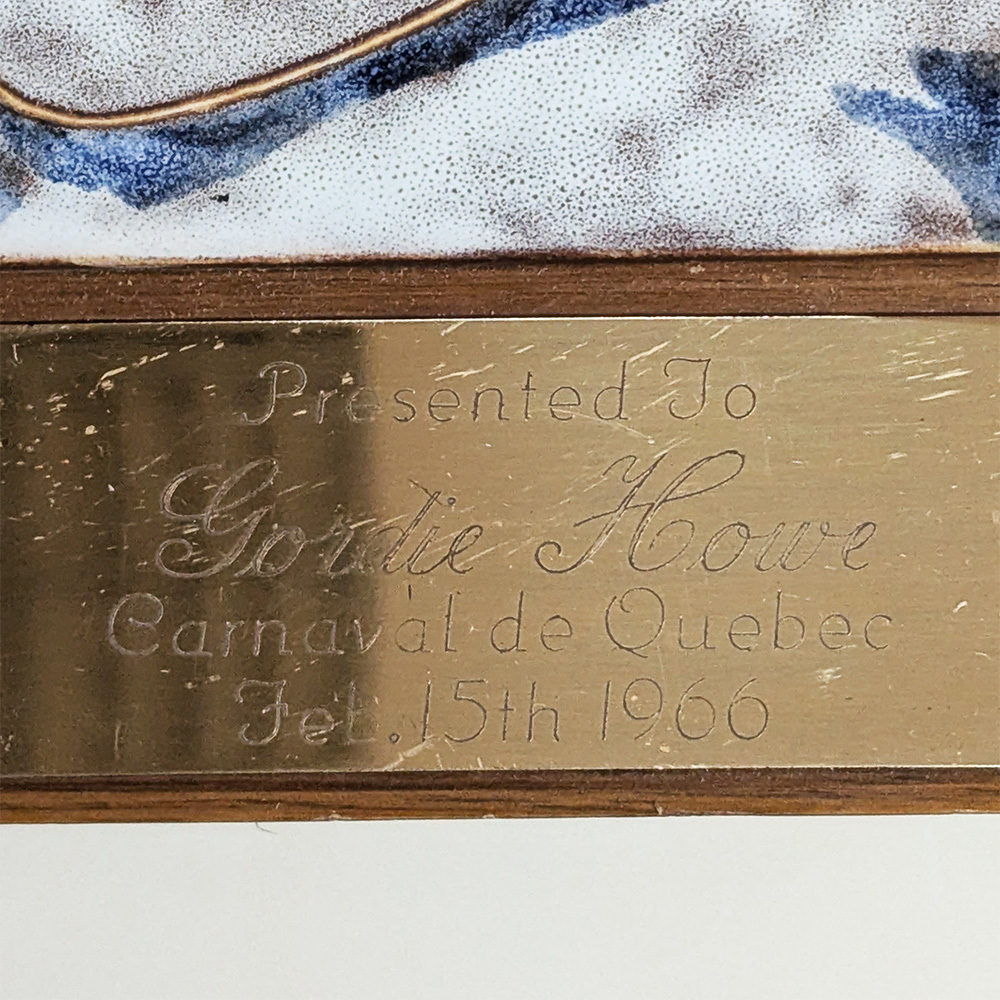 Presented To
Gordie Howe
Carnaval de Quebec
Feb. 15th 1966